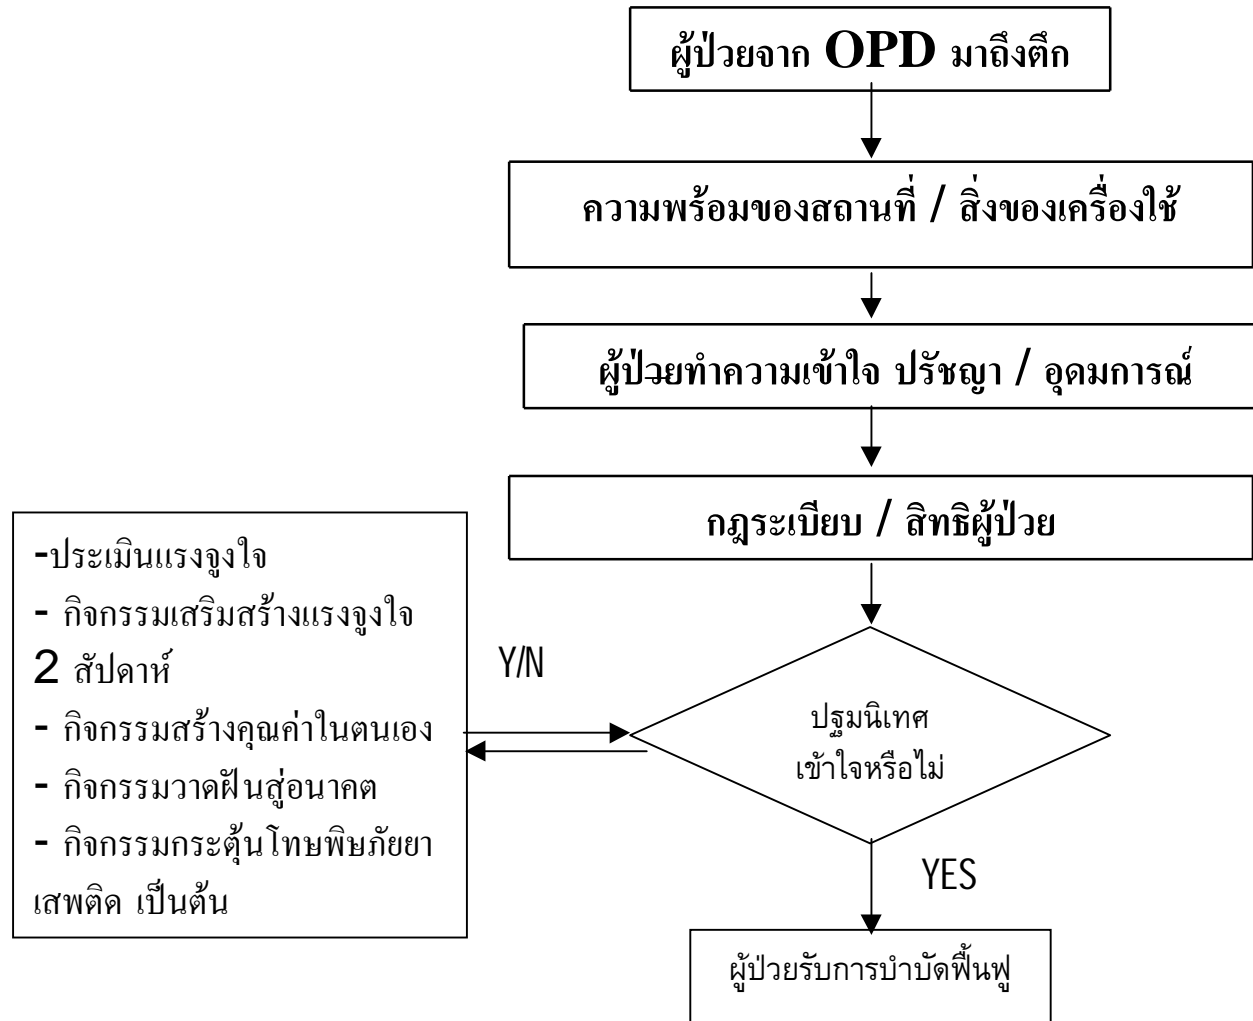 ผู้ป่วยจาก OPD มาถึงตึก
ความพร้อมของสถานที่ / สิ่งของเครื่องใช้
ผู้ป่วยทำความเข้าใจ ปรัชญา / อุดมการณ์
กฎระเบียบ / สิทธิผู้ป่วย
-ประเมินแรงจูงใจ
- กิจกรรมเสริมสร้างแรงจูงใจ
2 สัปดาห์
- กิจกรรมสร้างคุณค่าในตนเอง
- กิจกรรมวาดฝันสู่อนาคต
- กิจกรรมกระตุ้นโทษพิษภัยยา
เสพติด เป็นต้น
Y/N
ปฐมนิเทศ
เข้าใจหรือไม่
YES
ผู้ป่วยรับการบำบัดฟื้นฟู